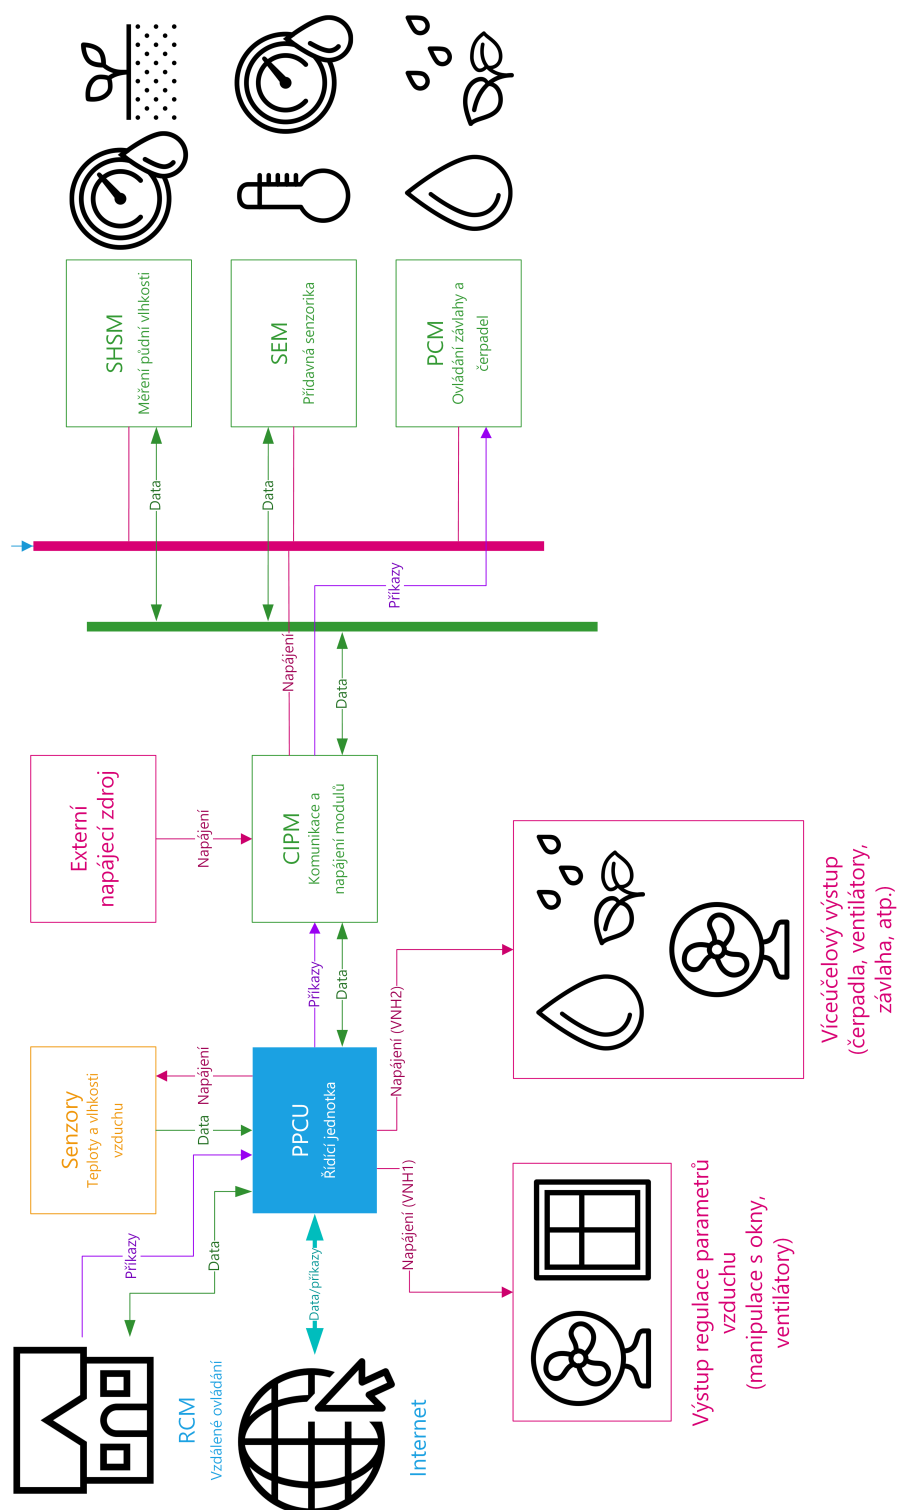 RCM
Vzdálené ovládání
Příkazy
Data
Internet
Data/příkazy
Senzory
Teploty a vlhkosti
vzduchu
Data
Napájení
PPCU
Řídící jednotka
Napájení (VNH1)
Napájení (VNH2)
Výstup regulace parametrů
vzduchu
(manipulace s okny,
ventilátory)
Víceúčelový výstup
(čerpadla, ventilátory,
závlaha, atp.)
Příkazy
Data
Externí
napájecí zdroj
Napájení
CIPM
Komunikace a
napájení modulů
Napájení
Data
Příkazy
Data
Data
SHSM
Měření půdní vlhkosti
SEM
Přídavná senzorika
PCM
Ovládání závlahy a
čerpadel